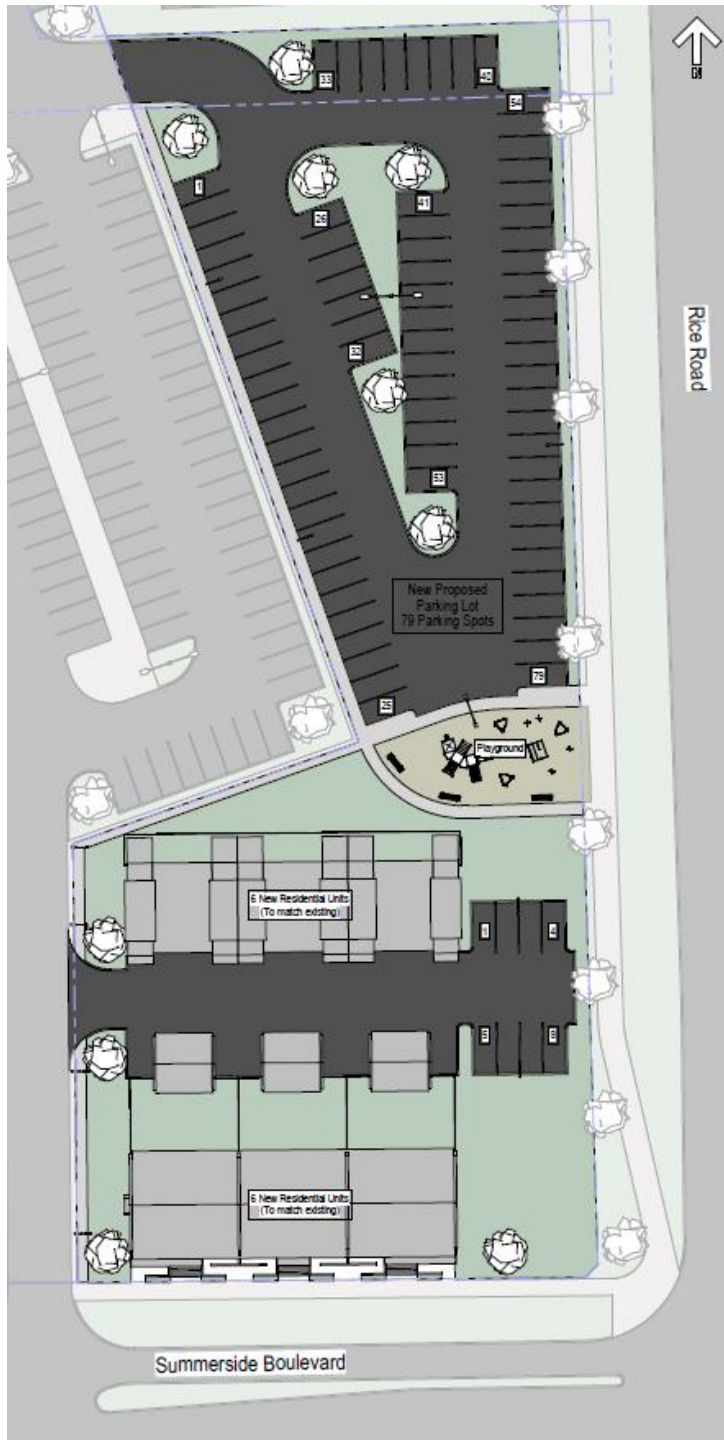 33
40
54
1
26
41
32
Rice Road
53
New Proposed
Parking Lot
79 Parking Spots
79
25
Playground
6 New Residential Units
(To match existing)
1
4
5
8
6 New Residential Units
(To match existing)
Summerside Boulevard